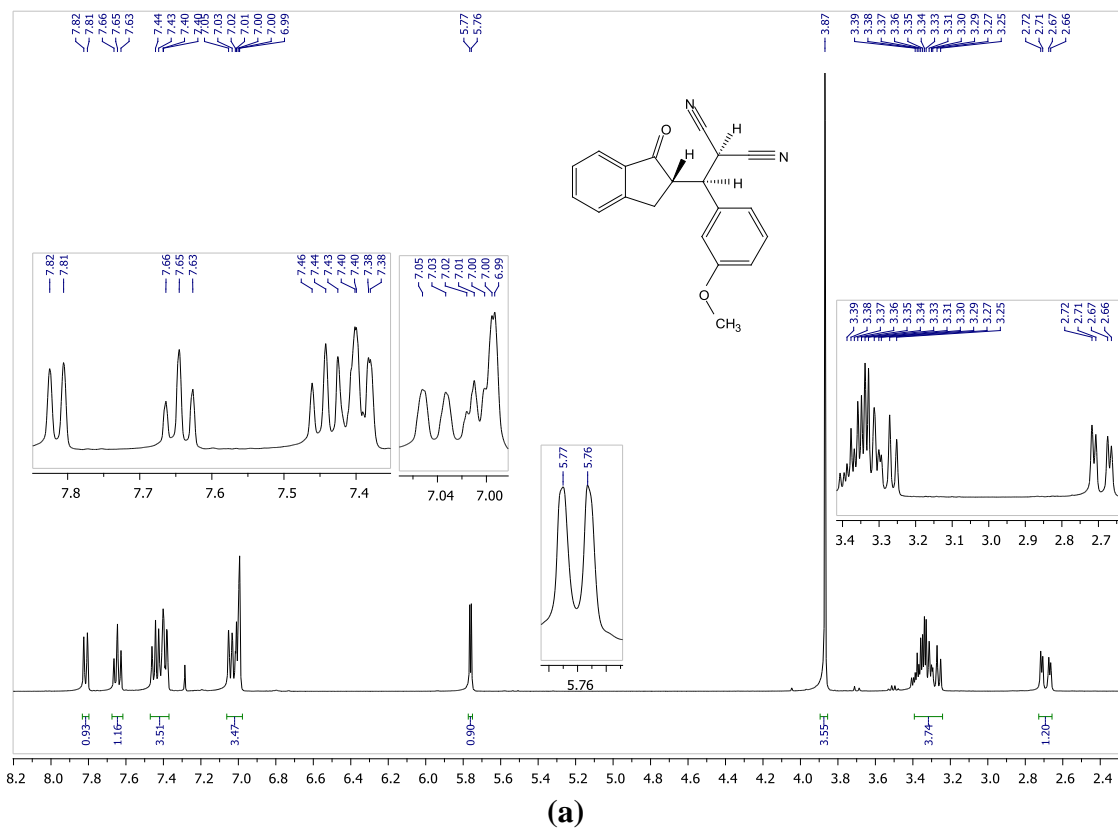 7.82 7.81 7.66 7.65 7.63 7.44 7.43 7.40 7.40 7.05 7.03 7.02 7.01 7.00 7.00 6.99 5.77 5.76 3.87 3.39 3.38 3.37 3.36 3.35 3.34 3.33 3.31 3.30 3.29 3.27 3.25 2.72 2.71 2.67 2.66
N
H
O
H
N
H
O
CH3
7.82 7.81 7.66 7.65 7.63 7.46 7.44 7.43 7.40 7.40 7.38 7.38
7.8 7.7 7.6 7.5 7.4
7.05 7.03 7.02 7.01 7.00 7.00 6.99
7.04 7.00
3.39 3.38 3.37 3.36 3.35 3.34 3.33 3.31 3.30 3.29 3.27 3.25 2.72 2.71 2.67 2.66
3.4 3.3 3.2 3.1 3.0 2.9 2.8 2.7
5.77 5.76
5.76
0.93 1.16 3.51 3.47 0.90 3.55 3.74 1.20
8.2 8.0 7.8 7.6 7.4 7.2 7.0 6.8 6.6 6.4 6.2 6.0 5.8 5.6 5.4 5.2 5.0 4.8 4.6 4.4 4.2 4.0 3.8 3.6 3.4 3.2 3.0 2.8 2.6 2.4
(a)